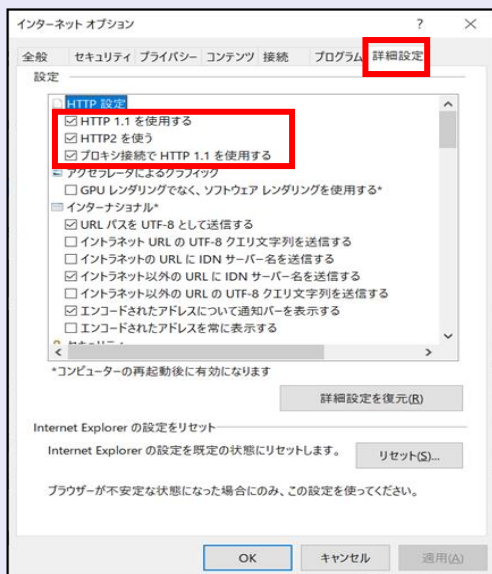 インターネット オプション
?
×
全般 セキュリティ プライバシー コンテンツ 接続 プログラム 詳細設定
設定
HTTP 設定
HTTP 1.1 を使用する
HTTP2 を使う
プロキシ接続で HTTP 1.1 を使用する
アクセラレータによるグラフィック
GPU レンダリングでなく、ソフトウェア レンダリングを使用する*
インターナショナル*
URL パスを UTF-8 として送信する
イントラネット URL の UTF-8 クエリ文字列を送信する
イントラネットの URL に IDN サーバー名を送信する
イントラネット以外の URL に IDN サーバー名を送信する
イントラネット以外の URL の UTF-8 クエリ文字列を送信する
エンコードされたアドレスについて通知バーを表示する
エンコードされたアドレスを常に表示する
*コンピューターの再起動後に有効になります
詳細設定を復元(R)
Internet Explorer の設定をリセット
Internet Explorer の設定を既定の状態にリセットします。
リセット(S)...
ブラウザーが不安定な状態になった場合にのみ、この設定を使ってください。
OK キャンセル 適用(A)